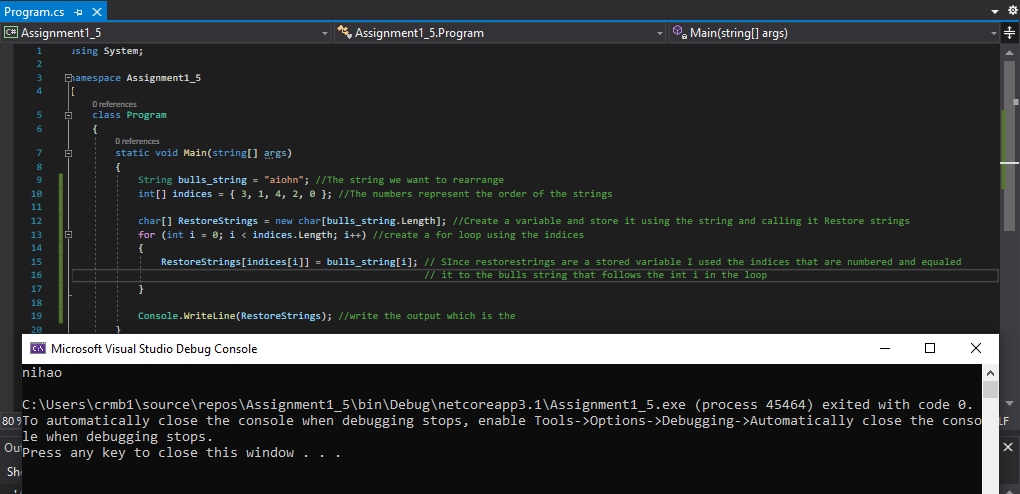 Program.cs
C# Assignment1_5
Assignment1_5.Program
Main(string[] args)
1 using System;
2
3 namespace Assignment1_5
4 {
0 references
5 class Program
6 {
0 references
7 static void Main(string[] args)
8 {
9 String bulls_string = "aiohn"; //The string we want to rearrange
10 int[] indices = { 3, 1, 4, 2, 0 }; //The numbers represent the order of the strings
11
12 char[] RestoreStrings = new char[bulls_string.Length]; //Create a variable and store it using the string and calling it Restore strings
13 for (int i = 0; i < indices.Length; i++) //create a for loop using the indices
14 {
15 RestoreStrings[indices[i]] = bulls_string[i]; // SInce restorestrings are a stored variable I used the indices that are numbered and equaled
16 // it to the bulls string that follows the int i in the loop
17 }
18
19 Console.WriteLine(RestoreStrings); //write the output which is the
20 }
Microsoft Visual Studio Debug Console
nihao
C:\Users\crmb1\source\repos\Assignment1_5\bin\Debug\netcoreapp3.1\Assignment1_5.exe (process 45464) exited with code 0.
To automatically close the console when debugging stops, enable Tools->Options->Debugging->Automatically close the conso
le when debugging stops.
Press any key to close this window . . .
80 %
LF
Ou
Sh